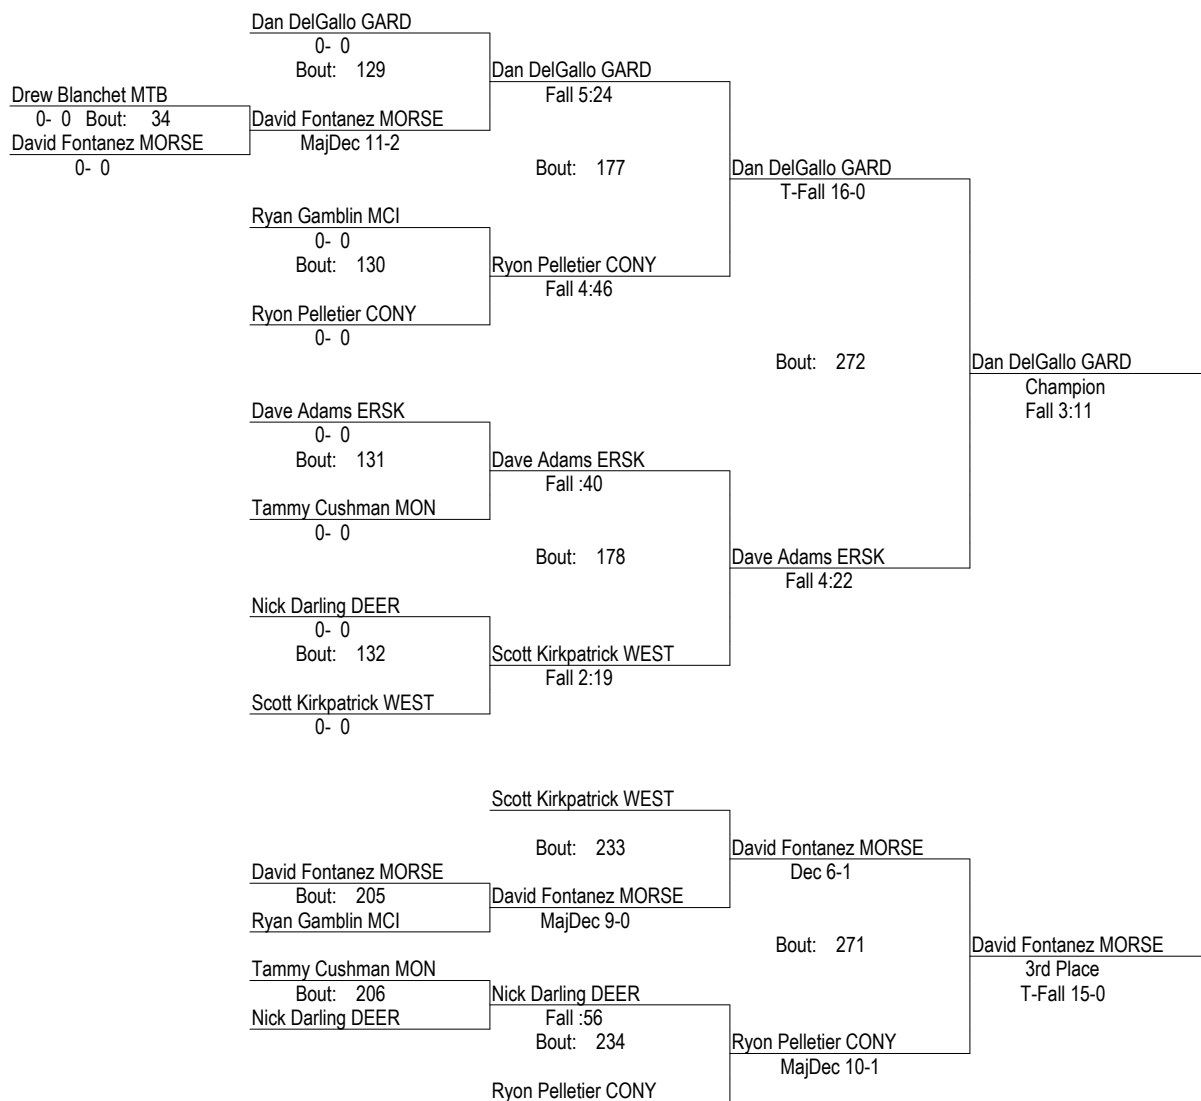 Dan DelGallo GARD
0- 0
Bout: 129
Dan DelGallo GARD
Fall 5:24
Drew Blanchet MTB
0- 0 Bout: 34
David Fontanez MORSE
0- 0
David Fontanez MORSE
MajDec 11-2
Bout: 177
Dan DelGallo GARD
T-Fall 16-0
Ryan Gamblin MCI
0- 0
Bout: 130
Ryon Pelletier CONY
Fall 4:46
Ryon Pelletier CONY
0- 0
Bout: 272
Dan DelGallo GARD
Champion
Fall 3:11
Dave Adams ERSK
0- 0
Bout: 131
Dave Adams ERSK
Fall :40
Tammy Cushman MON
0- 0
Bout: 178
Dave Adams ERSK
Fall 4:22
Nick Darling DEER
0- 0
Bout: 132
Scott Kirkpatrick WEST
Fall 2:19
Scott Kirkpatrick WEST
0- 0
Scott Kirkpatrick WEST
Bout: 233
David Fontanez MORSE
Dec 6-1
David Fontanez MORSE
Bout: 205
Ryan Gamblin MCI
David Fontanez MORSE
MajDec 9-0
Bout: 271
David Fontanez MORSE
3rd Place
T-Fall 15-0
Tammy Cushman MON
Bout: 206
Nick Darling DEER
Nick Darling DEER
Fall :56
Bout: 234
Ryon Pelletier CONY
MajDec 10-1
Ryon Pelletier CONY